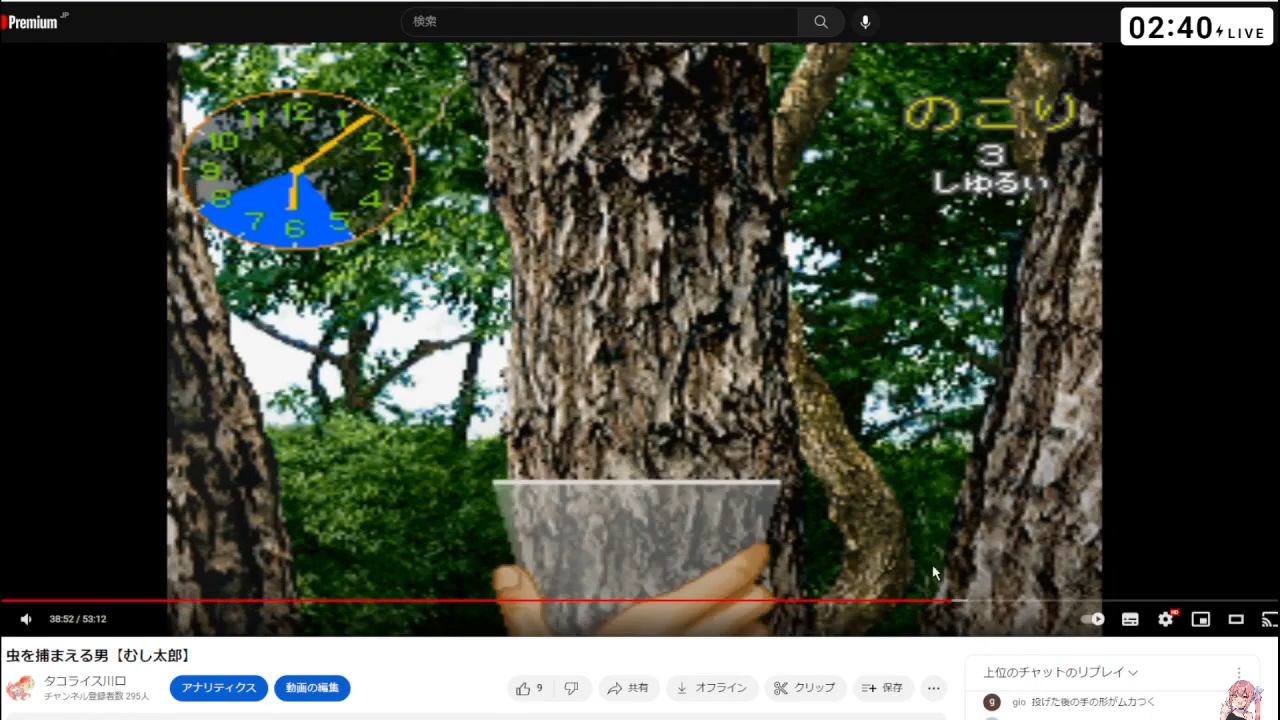 Premium JP
検索
02:40 LIVE
12
11
1
10
2
9
3
8
4
7
5
6
のこり
3
しゅるい
38:52 / 53:12
HD
虫を捕まえる男【むし太郎】
タコライス川口
チャンネル登録者数 295人
アナリティクス
動画の編集
9
共有
オフライン
クリップ
保存
上位のチャットのリプレイ
g
gio 投げた後の手の形がムカつく